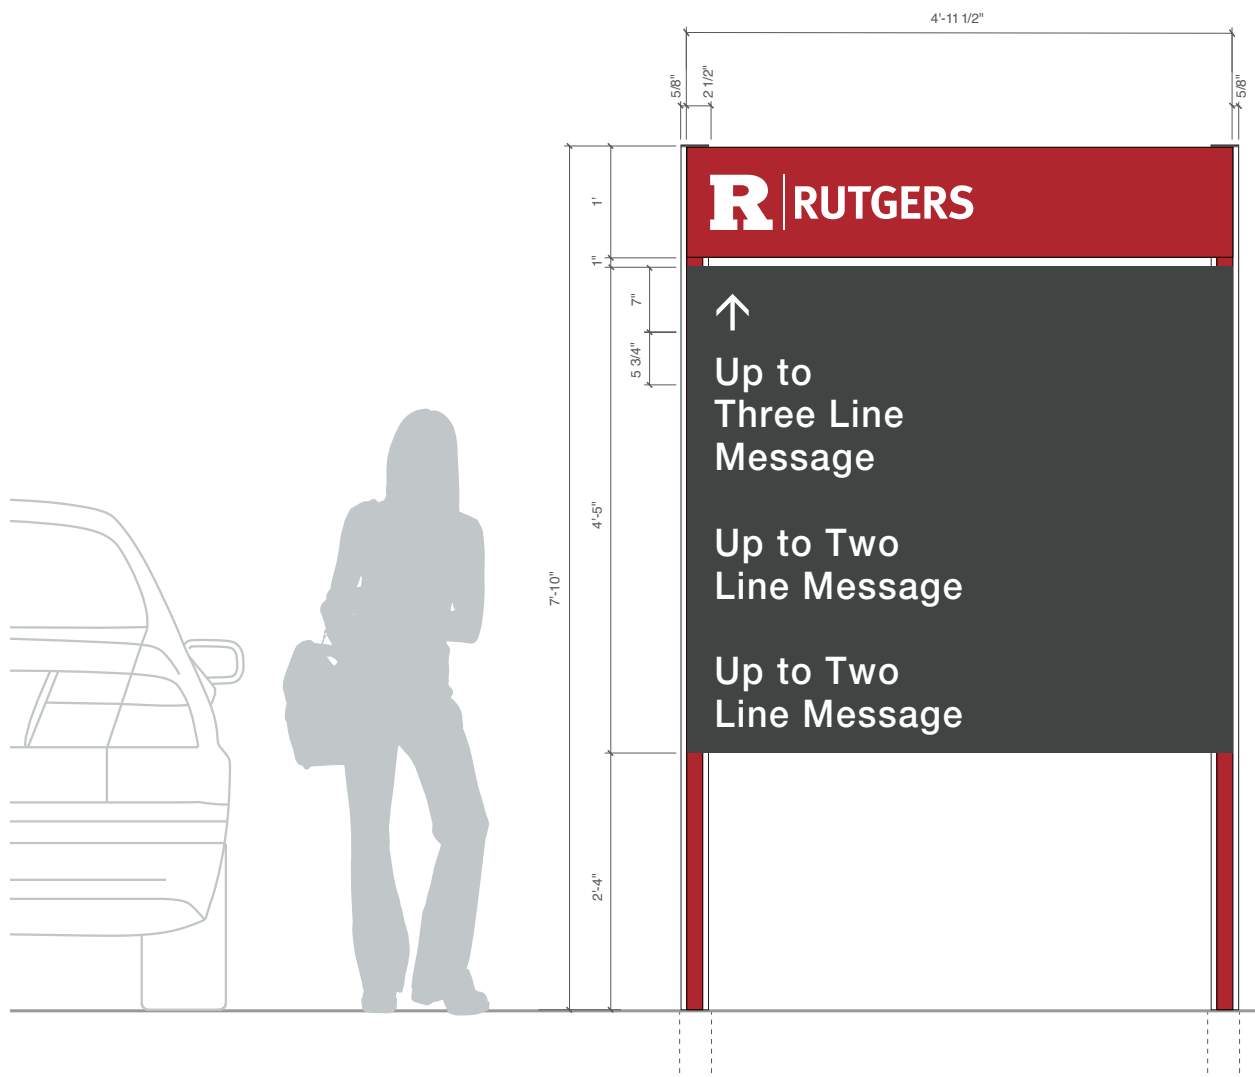 4'-11 1/2"
5/8"
2 1/2"
5/8"
R RUTGERS
1'
1"
7"
5 3/4"
4'-5"
7'-10"
2'-4"
Up to
Three Line
Message
Up to Two
Line Message
Up to Two
Line Message